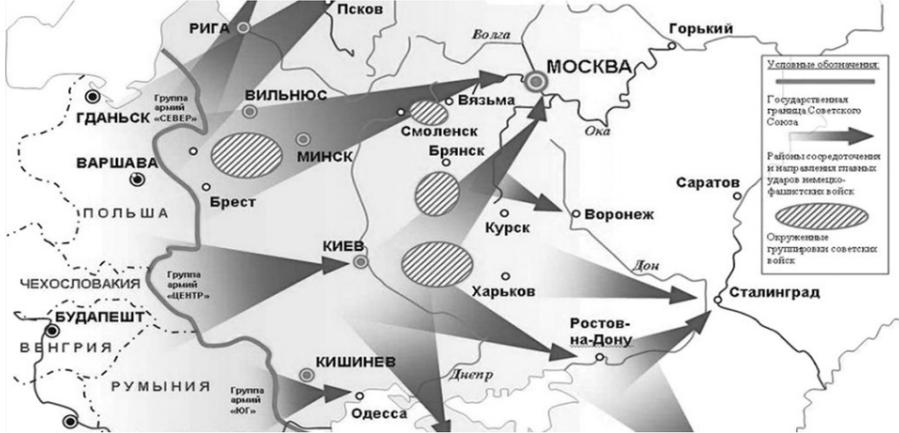 Псков
РИГА
Волга
Горький
МОСКВА
Условные обозначения:
Государственная
граница Советского
Союза
Районы сосредоточения
и направления главных
ударов немецко-
фашистских войск
Окруженные
группировки советских
войск
Группа
армий
«СЕВЕР»
ВИЛЬНЮС
Вязьма
ГДАНЬСК
Смоленск
Ока
МИНСК
Брянск
ВАРШАВА
Брест
Саратов
ПОЛЬША
Курск
Воронеж
КИЕВ
Дон
Группа
армий
«ЦЕНТР»
ЧЕХОСЛОВАКИЯ
Харьков
Сталинград
БУДАПЕШТ
Ростов-
на-Дону
ВЕНГРИЯ
КИШИНЕВ
Днепр
РУМЫНИЯ
Группа
армий
«ЮГ»
Одесса